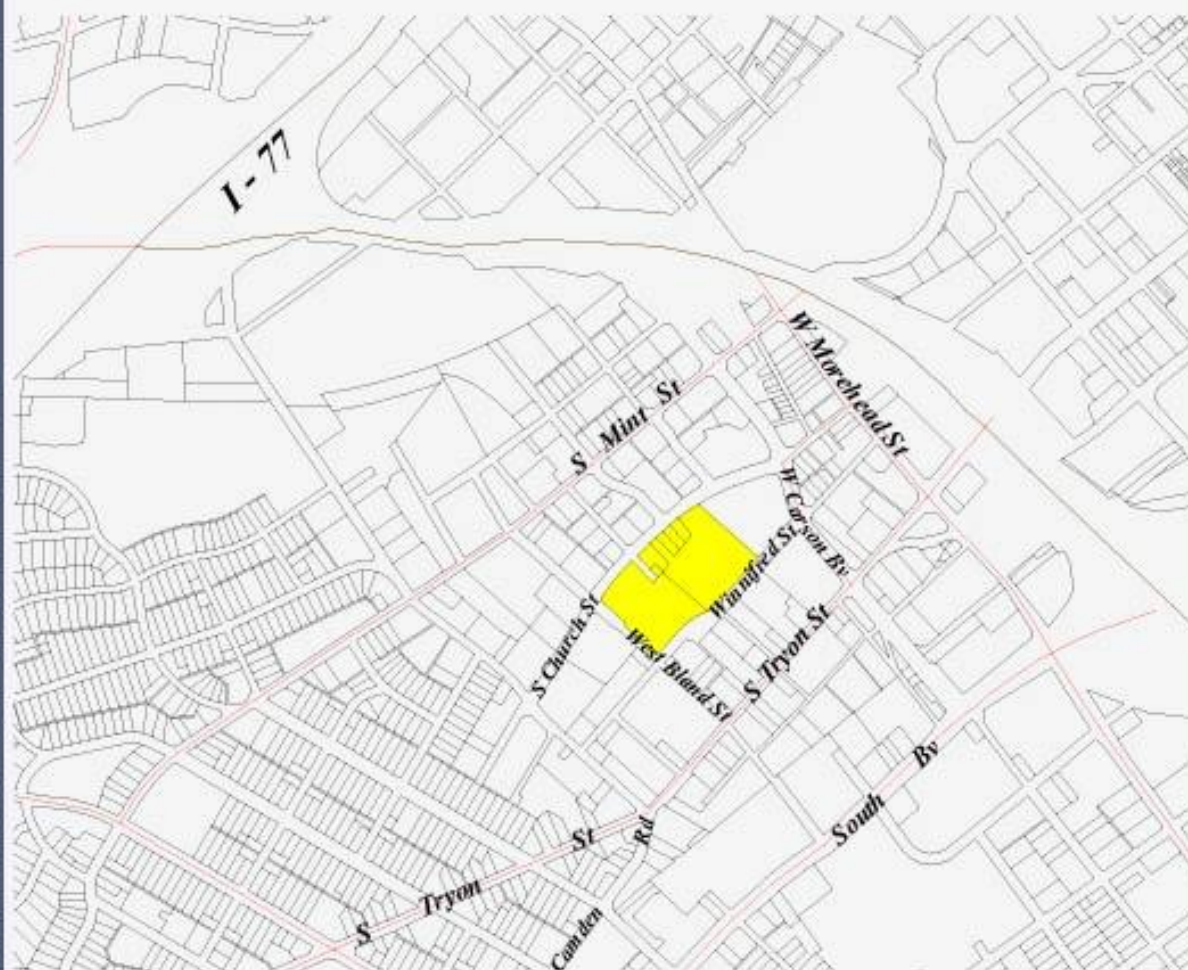 I - 77
W Morehead St
S Mint St
W Carson Bv
Winnifred St
S Church St
West Bland St
S Tryon St
South Bv
S Tryon St
Camden Rd